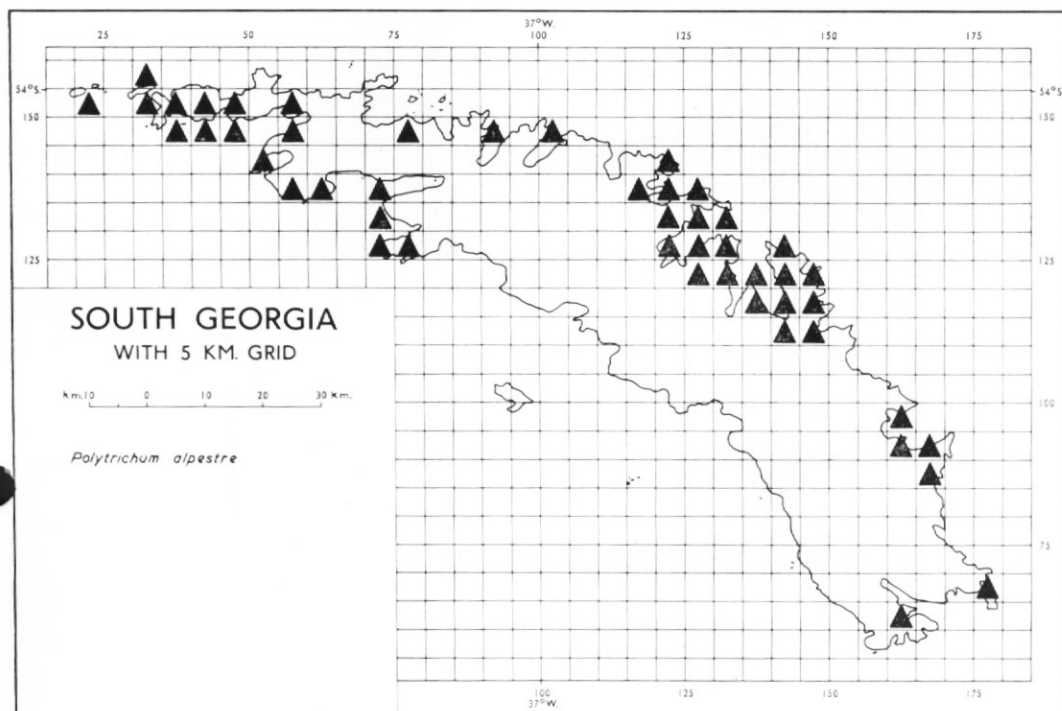 37°W.
25 50 75 100 125 150 175
54°S. 54°S.
150 150
125 125
SOUTH GEORGIA
WITH 5 KM. GRID
km.10 0 10 20 30 km.
100
Polytrichum alpestre
75
100 125 150 175
37°W.